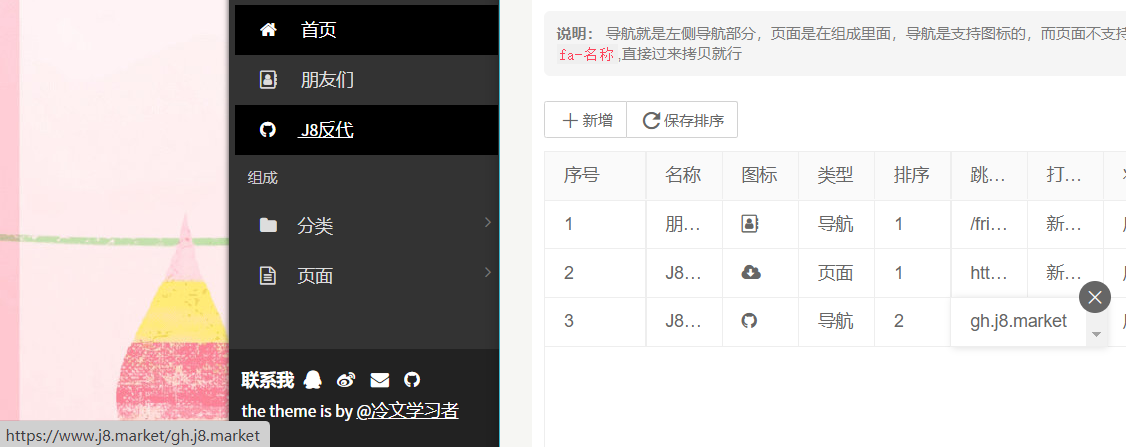 首页
朋友们
J8反代
组成
分类
页面
联系我
the theme is by @冷文学习者
https://www.j8.market/gh.j8.market
说明： 导航就是左侧导航部分，页面是在组成里面，导航是支持图标的，而页面不支持
fa-名称 ,直接过来拷贝就行
新增 保存排序
序号 名称 图标 类型 排序 跳... 打...
1 朋... 导航 1 /fri... 新...
2 J8... 页面 1 htt... 新...
3 J8... 导航 2 gh.j8.market